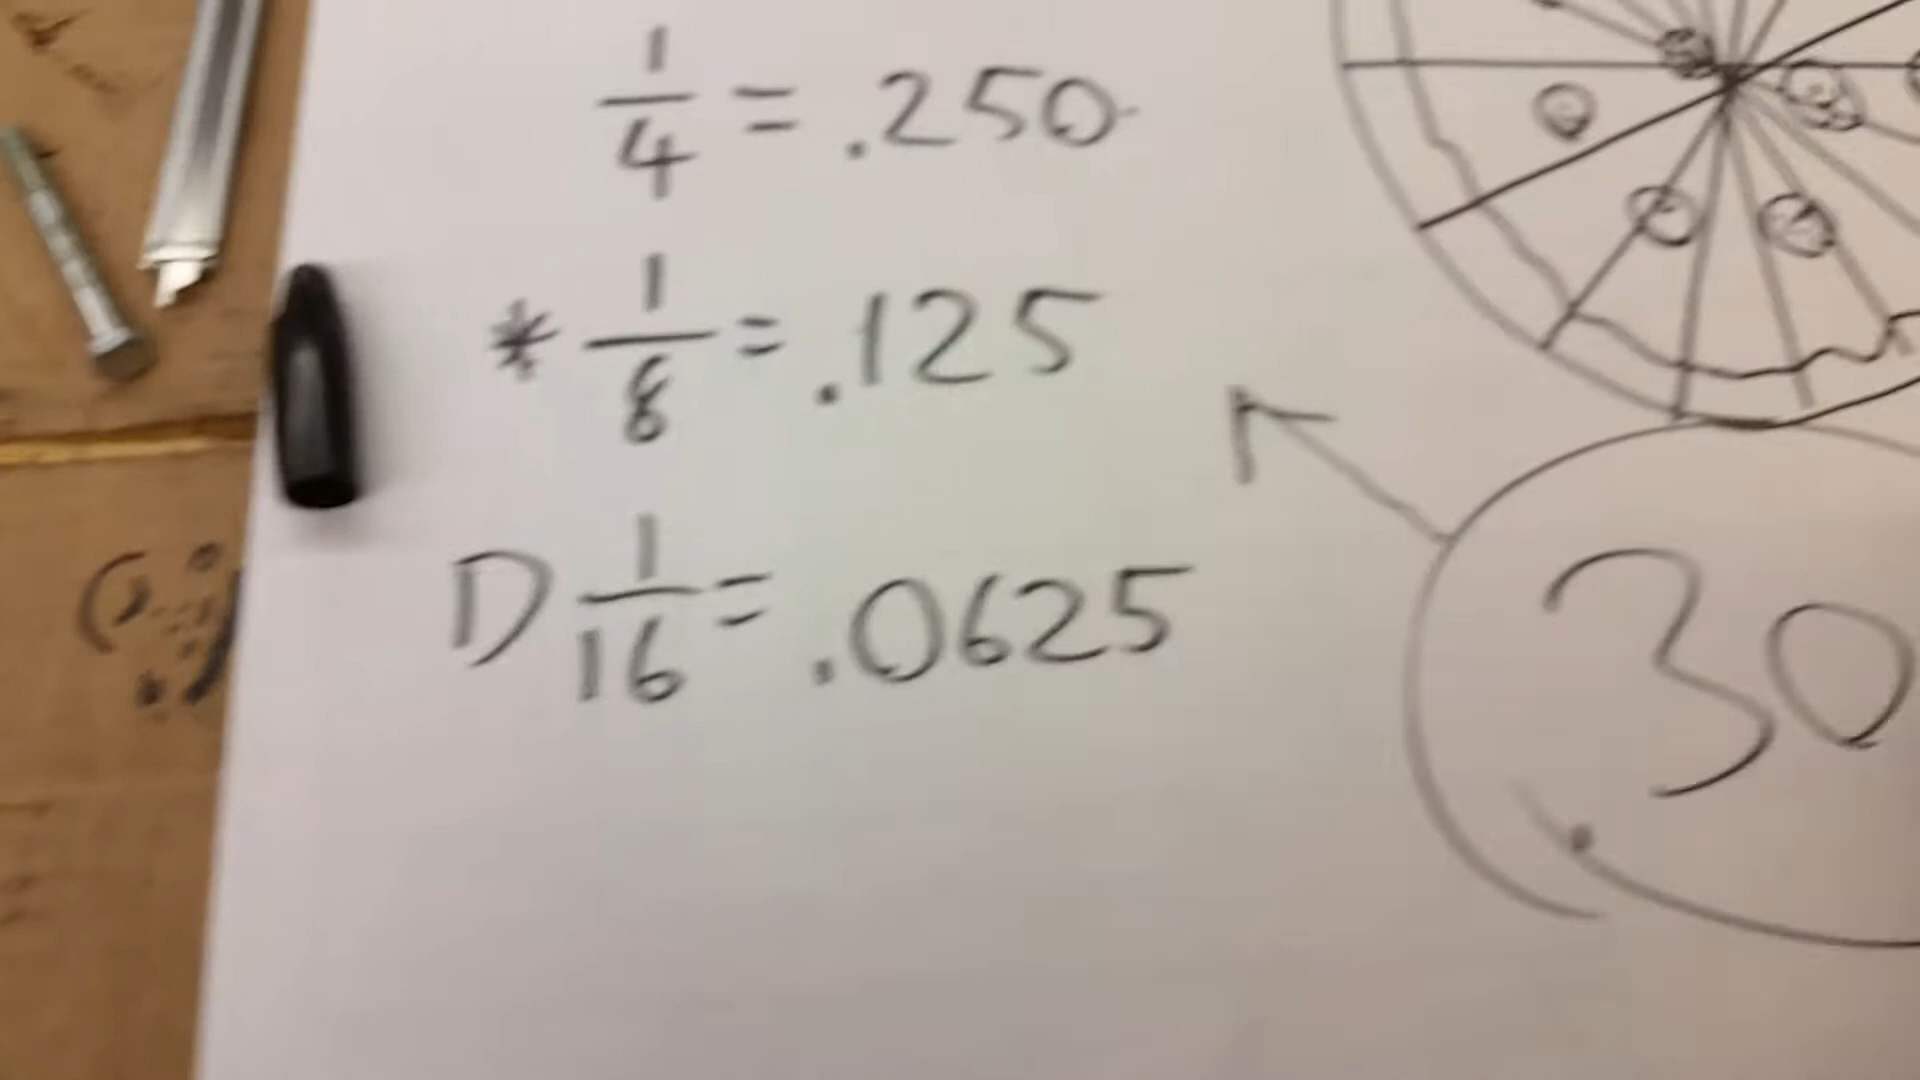 1/4 = .250
* 1/8 = .125
D 1/16 = .0625
30